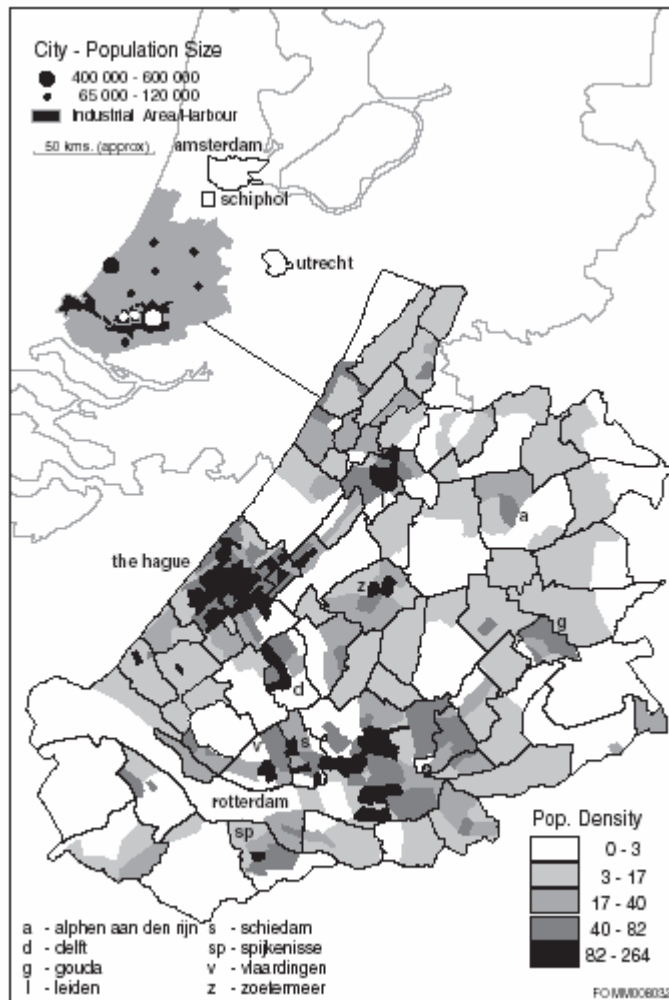 City - Population Size
400 000 - 600 000
65 000 - 120 000
Industrial Area/Harbour
50 kms. (approx)
amsterdam
schiphol
utrecht
the hague
a
z
g
d
v
s
rotterdam
sp
Pop. Density
0 - 3
3 - 17
17 - 40
40 - 82
82 - 264
a - alphen aan den rijn
d - delft
g - gouda
l - leiden
s - schiedam
sp - spijkenisse
v - vlaardingen
z - zoetermeer